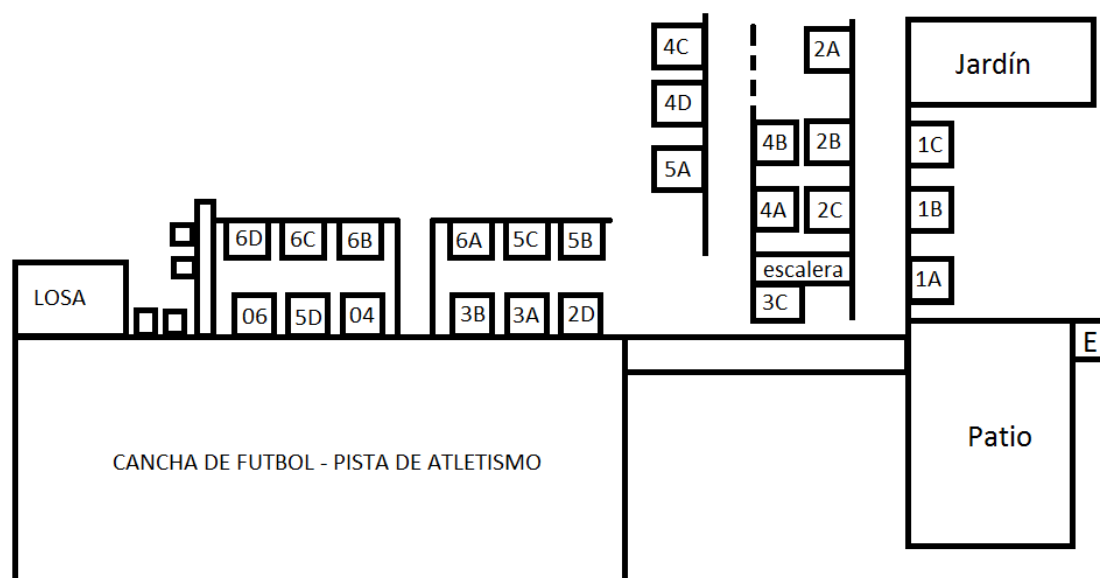 4C
2A
Jardín
4D
4B
2B
1C
5A
4A
2C
1B
6D
6C
6B
6A
5C
5B
escalera
1A
LOSA
3C
06
5D
04
3B
3A
2D
E
Patio
CANCHA DE FUTBOL - PISTA DE ATLETISMO